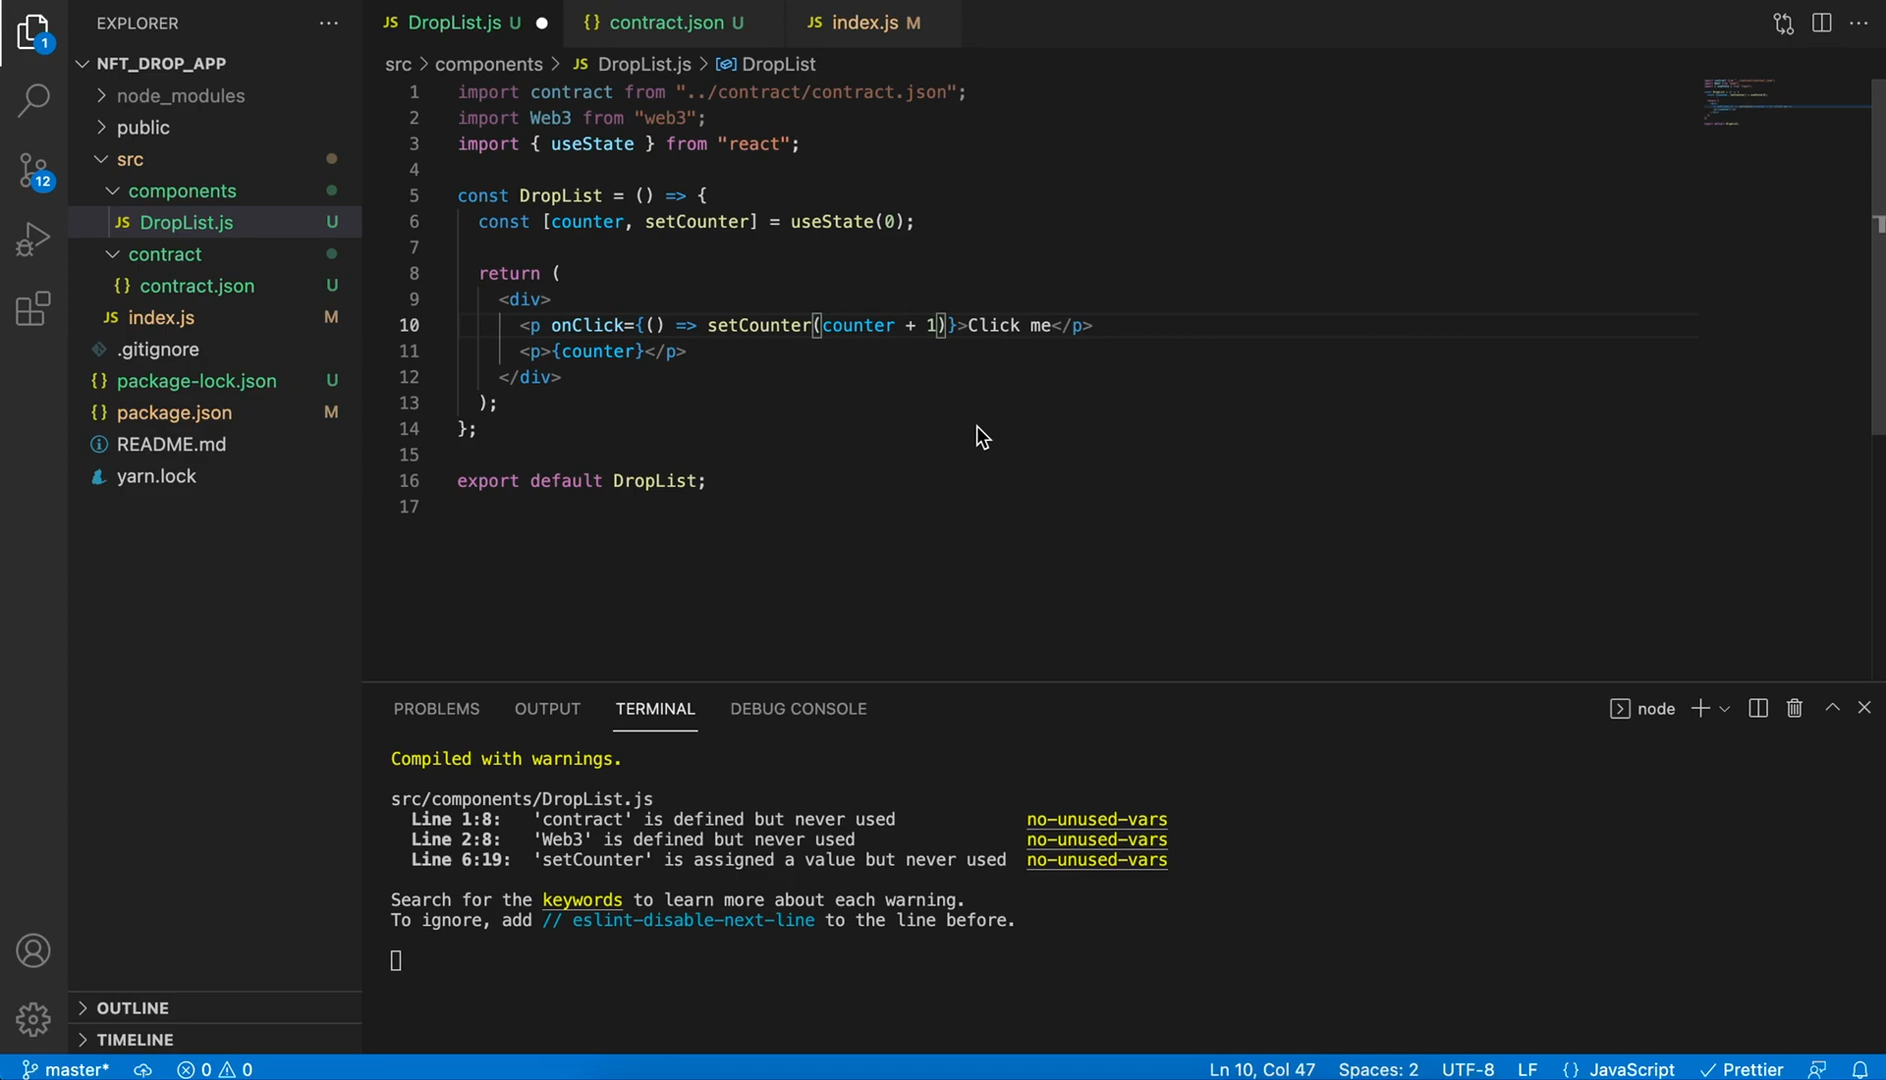 EXPLORER
JS DropList.js U
{} contract.json U
JS index.js M
1
NFT_DROP_APP
node_modules
public
src
components
JS DropList.js U
contract
{} contract.json U
JS index.js M
.gitignore
{} package-lock.json U
{} package.json M
README.md
yarn.lock
12
OUTLINE
TIMELINE
src > components > JS DropList.js > DropList
1 import contract from "../contract/contract.json";
2 import Web3 from "web3";
3 import { useState } from "react";
4
5 const DropList = () => {
6 const [counter, setCounter] = useState(0);
7
8 return (
9 <div>
10 <p onClick={() => setCounter(counter + 1)}>Click me</p>
11 <p>{counter}</p>
12 </div>
13 );
14 };
15
16 export default DropList;
17
PROBLEMS OUTPUT TERMINAL DEBUG CONSOLE
node
Compiled with warnings.
src/components/DropList.js
Line 1:8: 'contract' is defined but never used no-unused-vars
Line 2:8: 'Web3' is defined but never used no-unused-vars
Line 6:19: 'setCounter' is assigned a value but never used no-unused-vars
Search for the keywords to learn more about each warning.
To ignore, add // eslint-disable-next-line to the line before.
master* 0 0
Ln 10, Col 47 Spaces: 2 UTF-8 LF {} JavaScript Prettier